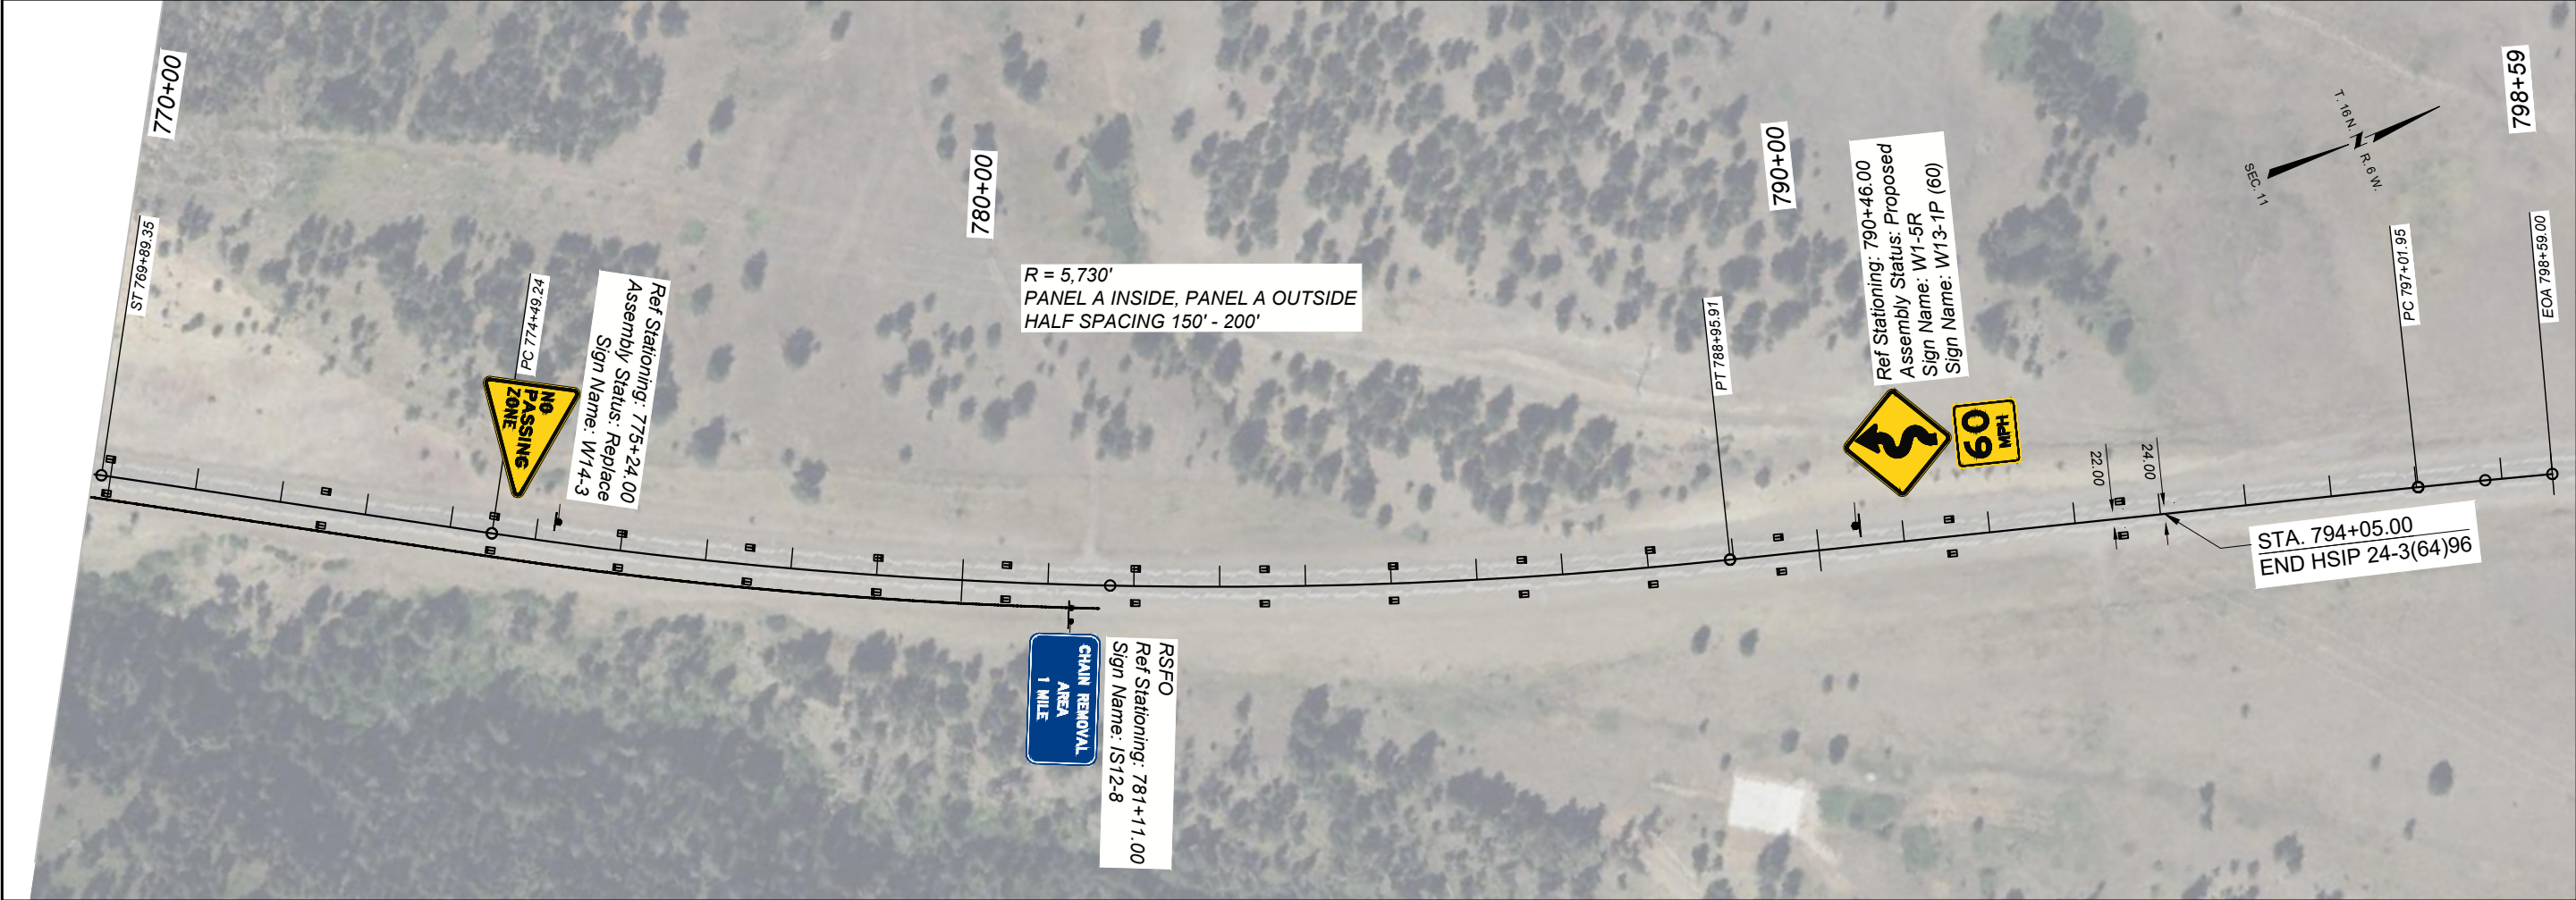 770+00
780+00
790+00
798+59
ST 769+89.35
PC 774+49.24
NO
PASSING
ZONE
Ref Stationing: 775+24.00
Assembly Status: Replace
Sign Name: W14-3
R = 5,730'
PANEL A INSIDE, PANEL A OUTSIDE
HALF SPACING 150' - 200'
CHAIN REMOVAL
AREA
1 MILE
RSFO
Ref Stationing: 781+11.00
Sign Name: IS12-8
PT 788+95.91
Ref Stationing: 790+46.00
Assembly Status: Proposed
Sign Name: W1-5R
Sign Name: W13-1P (60)
60
MPH
22.00
24.00
STA. 794+05.00
END HSIP 24-3(64)96
T. 16 N.
N
R. 6 W.
SEC. 11
PC 797+01.95
EOA 798+59.00